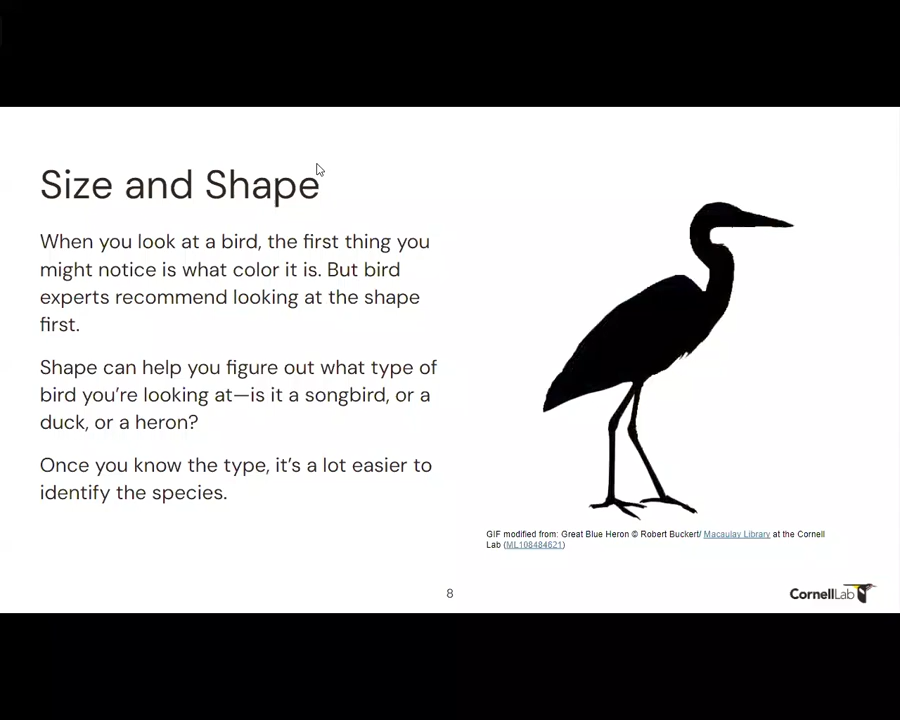 Size and Shape
When you look at a bird, the first thing you
might notice is what color it is. But bird
experts recommend looking at the shape
first.
Shape can help you figure out what type of
bird you’re looking at—is it a songbird, or a
duck, or a heron?
Once you know the type, it’s a lot easier to
identify the species.
GIF modified from: Great Blue Heron © Robert Buckert/ Macaulay Library at the Cornell
Lab (ML108484621)
8
CornellLab